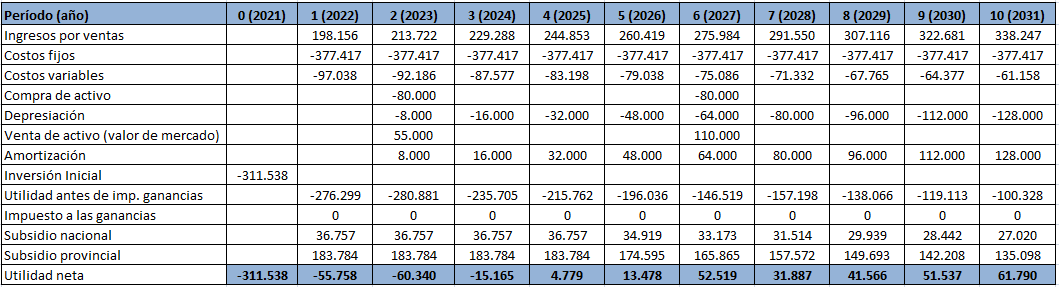 Período (año) 0 (2021) 1 (2022) 2 (2023) 3 (2024) 4 (2025) 5 (2026) 6 (2027) 7 (2028) 8 (2029) 9 (2030) 10 (2031)
Ingresos por ventas 198.156 213.722 229.288 244.853 260.419 275.984 291.550 307.116 322.681 338.247
Costos fijos -377.417 -377.417 -377.417 -377.417 -377.417 -377.417 -377.417 -377.417 -377.417 -377.417
Costos variables -97.038 -92.186 -87.577 -83.198 -79.038 -75.086 -71.332 -67.765 -64.377 -61.158
Compra de activo -80.000 -80.000
Depresiación -8.000 -16.000 -32.000 -48.000 -64.000 -80.000 -96.000 -112.000 -128.000
Venta de activo (valor de mercado) 55.000 110.000
Amortización 8.000 16.000 32.000 48.000 64.000 80.000 96.000 112.000 128.000
Inversión Inicial -311.538
Utilidad antes de imp. ganancias -276.299 -280.881 -235.705 -215.762 -196.036 -146.519 -157.198 -138.066 -119.113 -100.328
Impuesto a las ganancias 0 0 0 0 0 0 0 0 0 0
Subsidio nacional 36.757 36.757 36.757 36.757 34.919 33.173 31.514 29.939 28.442 27.020
Subsidio provincial 183.784 183.784 183.784 183.784 174.595 165.865 157.572 149.693 142.208 135.098
Utilidad neta -311.538 -55.758 -60.340 -15.165 4.779 13.478 52.519 31.887 41.566 51.537 61.790